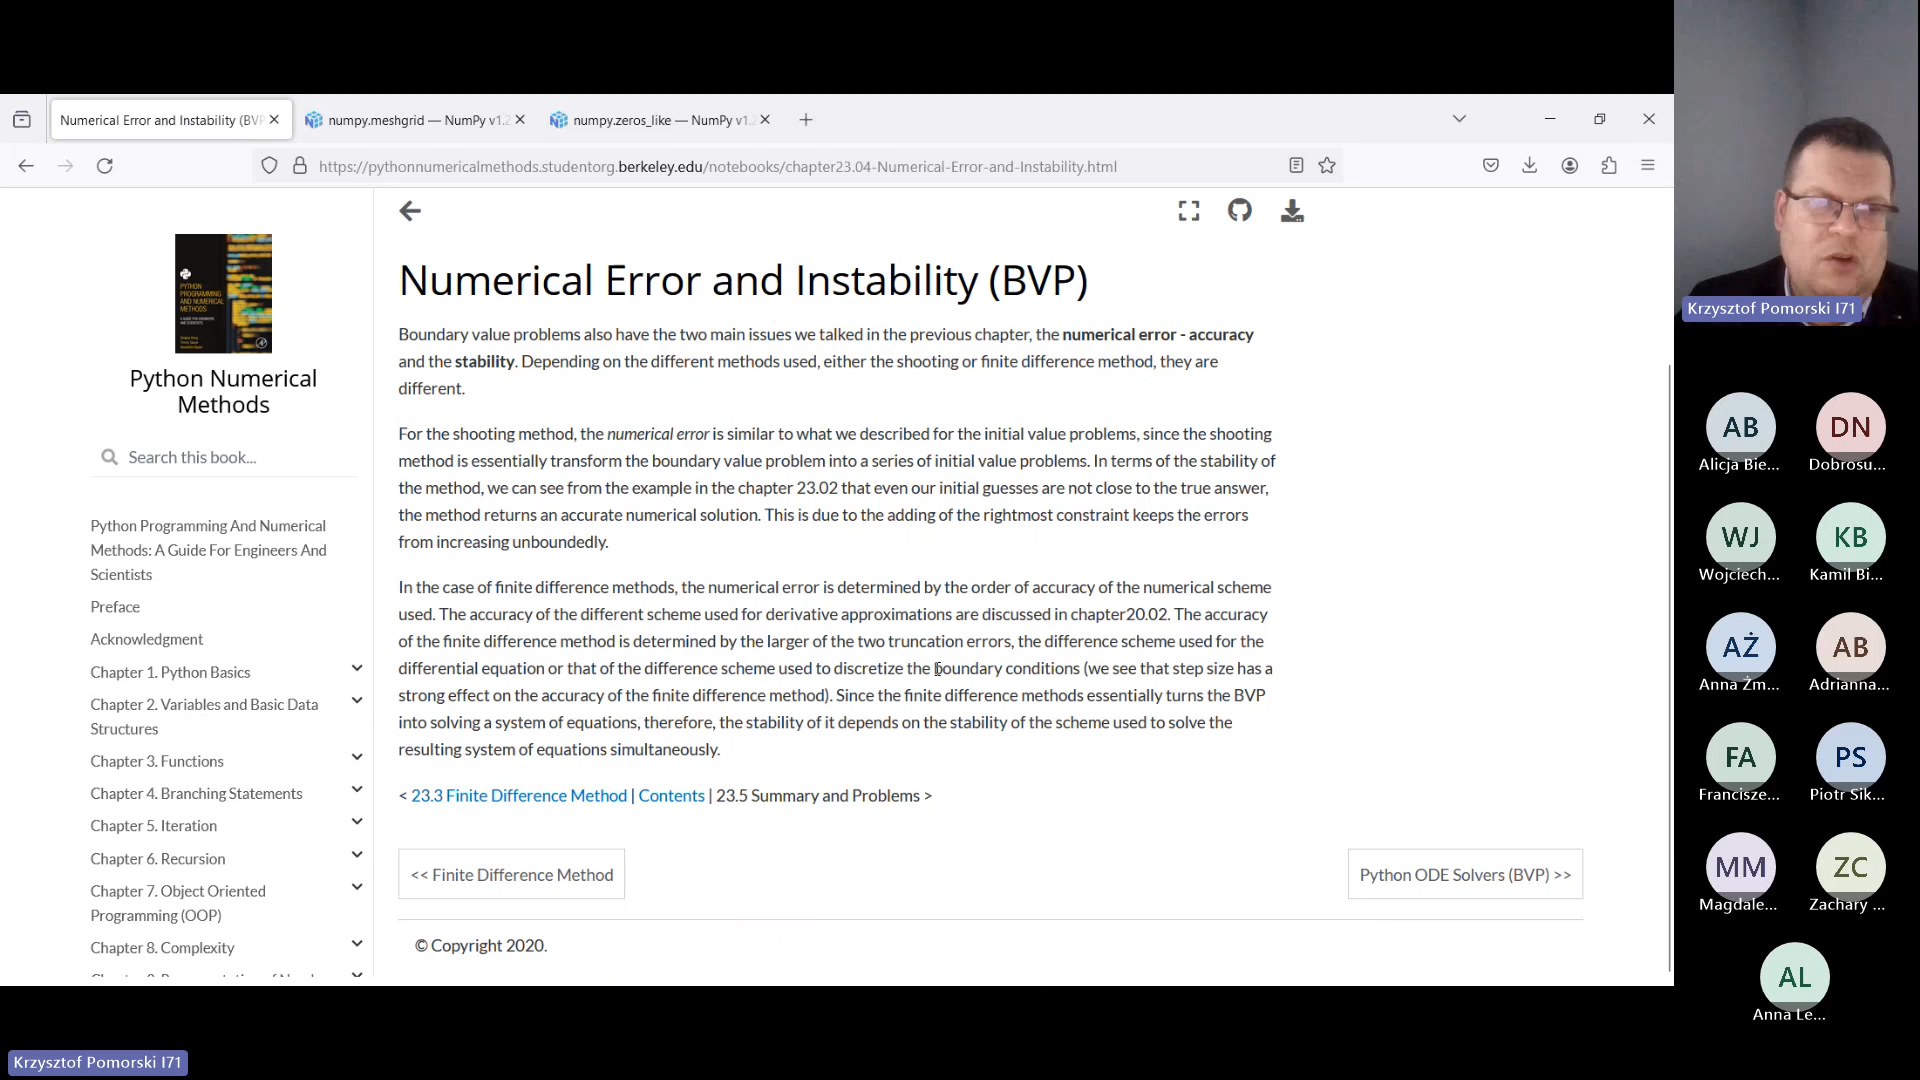 Numerical Error and Instability (BVP
numpy.meshgrid — NumPy v1.2
numpy.zeros_like — NumPy v1.
https://pythonnumericalmethods.studentorg.berkeley.edu/notebooks/chapter23.04-Numerical-Error-and-Instability.html
Python Numerical
Methods
Search this book...
Python Programming And Numerical
Methods: A Guide For Engineers And
Scientists
Preface
Acknowledgment
Chapter 1. Python Basics
Chapter 2. Variables and Basic Data
Structures
Chapter 3. Functions
Chapter 4. Branching Statements
Chapter 5. Iteration
Chapter 6. Recursion
Chapter 7. Object Oriented
Programming (OOP)
Chapter 8. Complexity
Numerical Error and Instability (BVP)
Boundary value problems also have the two main issues we talked in the previous chapter, the numerical error - accuracy
and the stability. Depending on the different methods used, either the shooting or finite difference method, they are
different.
For the shooting method, the numerical error is similar to what we described for the initial value problems, since the shooting
method is essentially transform the boundary value problem into a series of initial value problems. In terms of the stability of
the method, we can see from the example in the chapter 23.02 that even our initial guesses are not close to the true answer,
the method returns an accurate numerical solution. This is due to the adding of the rightmost constraint keeps the errors
from increasing unboundedly.
In the case of finite difference methods, the numerical error is determined by the order of accuracy of the numerical scheme
used. The accuracy of the different scheme used for derivative approximations are discussed in chapter20.02. The accuracy
of the finite difference method is determined by the larger of the two truncation errors, the difference scheme used for the
differential equation or that of the difference scheme used to discretize the boundary conditions (we see that step size has a
strong effect on the accuracy of the finite difference method). Since the finite difference methods essentially turns the BVP
into solving a system of equations, therefore, the stability of it depends on the stability of the scheme used to solve the
resulting system of equations simultaneously.
< 23.3 Finite Difference Method | Contents | 23.5 Summary and Problems >
<< Finite Difference Method
Python ODE Solvers (BVP) >>
© Copyright 2020.
Krzysztof Pomorski I71
AB
Alicja Bie...
DN
Dobrosu...
WJ
Wojciech...
KB
Kamil Bi...
AŻ
Anna Żm...
AB
Adrianna...
FA
Francisze...
PS
Piotr Sik...
MM
Magdale...
ZC
Zachary ...
AL
Anna Le...
Krzysztof Pomorski I71